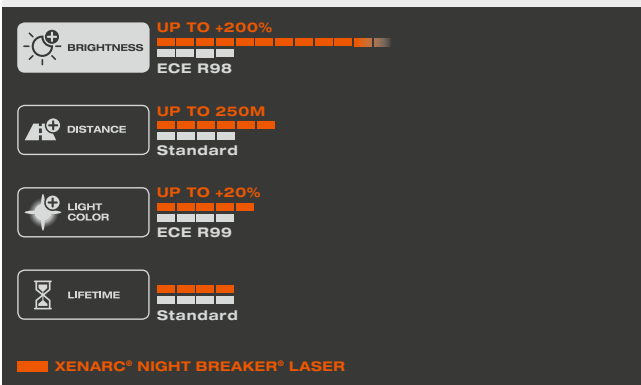 UP TO +200%
BRIGHTNESS
ECE R98
UP TO 250M
DISTANCE
Standard
UP TO +20%
LIGHT
COLOR
ECE R99
LIFETIME
Standard
XENARC® NIGHT BREAKER® LASER